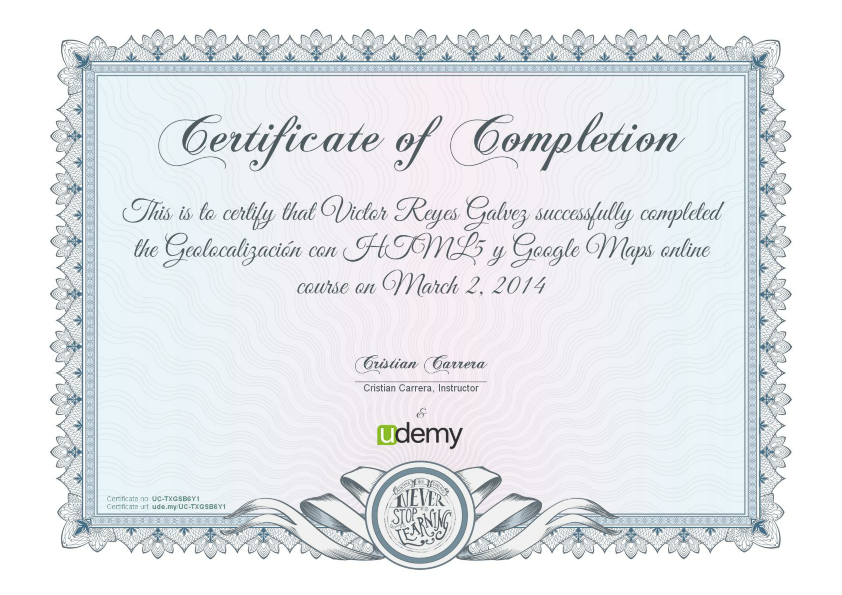 Certificate of Completion
This is to certify that Victor Reyes Galvez successfully completed
the Geolocalización con HTML5 y Google Maps online
course on March 2, 2014
Cristian Carrera
Cristian Carrera, Instructor
&
udemy
Certificate no: UC-TXGSB6Y1
Certificate url: ude.my/UC-TXGSB6Y1
NEVER
STOP
LEARNING